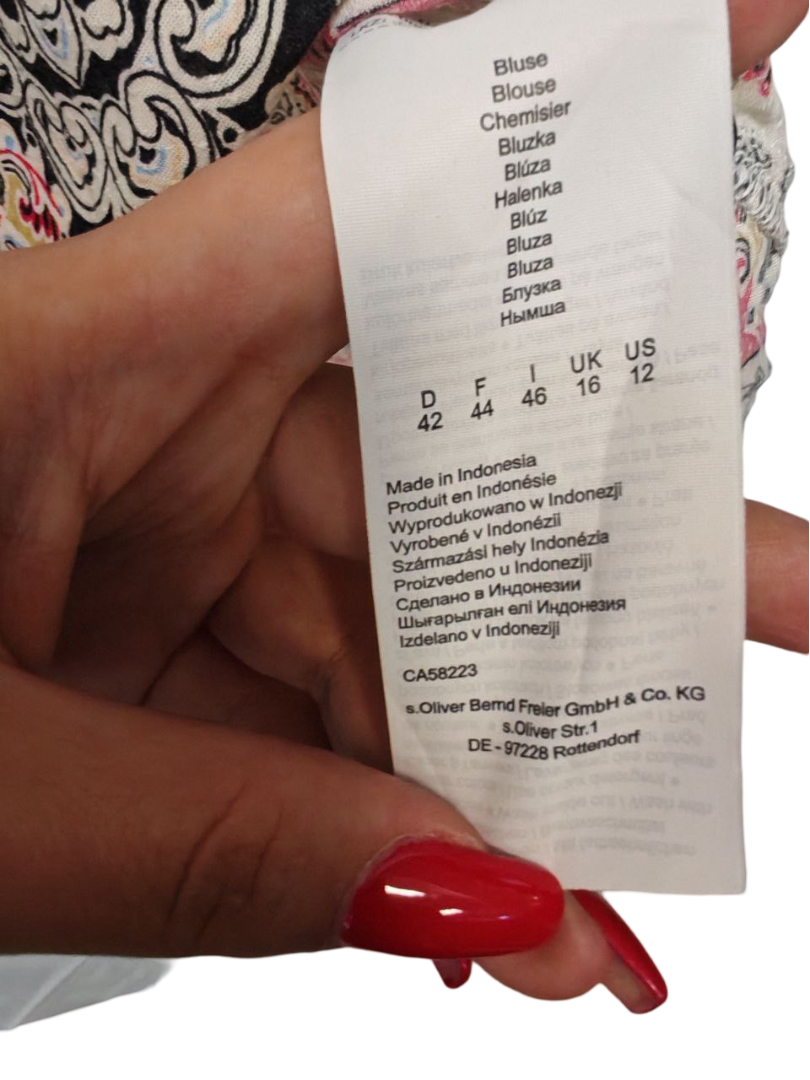 Bluse
Blouse
Chemisier
Bluzka
Blúza
Halenka
Blúz
Bluza
Bluza
Блузка
Нымша
D F I UK US
42 44 46 16 12
Made in Indonesia
Produit en Indonésie
Wyprodukowano w Indonezji
Vyrobené v Indonézii
Származási hely Indonézia
Proizvedeno u Indoneziji
Сделано в Индонезии
Шығарылған елі Индонезия
Izdelano v Indoneziji
CA58223
s.Oliver Bernd Freier GmbH & Co. KG
s.Oliver Str.1
DE - 97228 Rottendorf